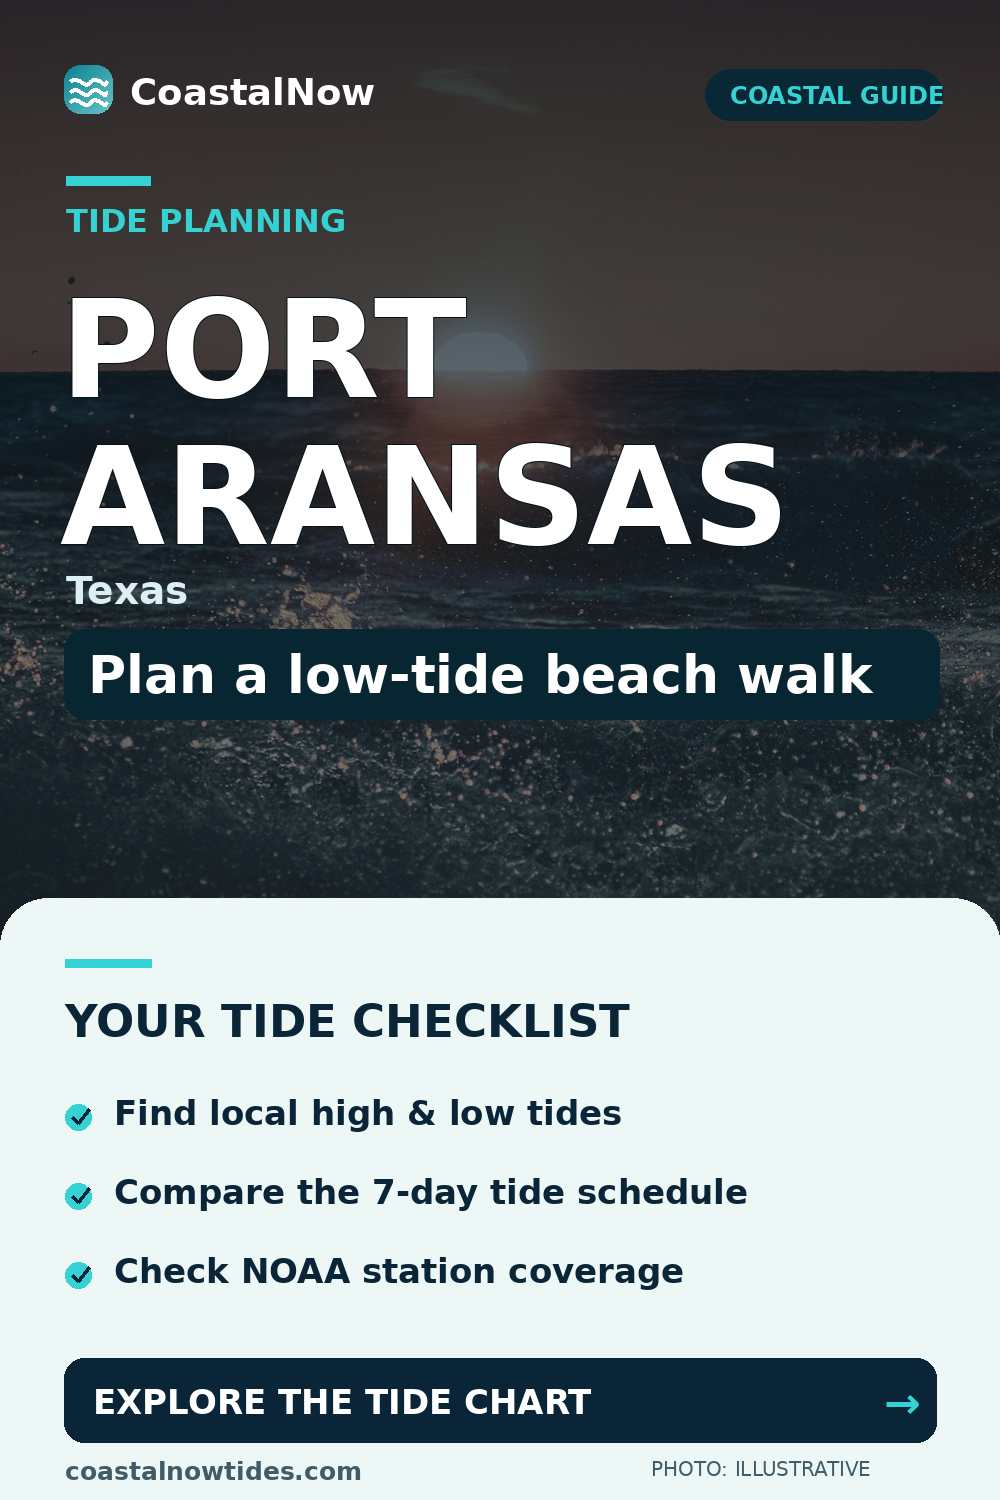 CoastalNow
COASTAL GUIDE
TIDE PLANNING
PORT
ARANSAS
Texas
Plan a low-tide beach walk
YOUR TIDE CHECKLIST
Find local high & low tides
Compare the 7-day tide schedule
Check NOAA station coverage
EXPLORE THE TIDE CHART →
coastalnowtides.com
PHOTO: ILLUSTRATIVE